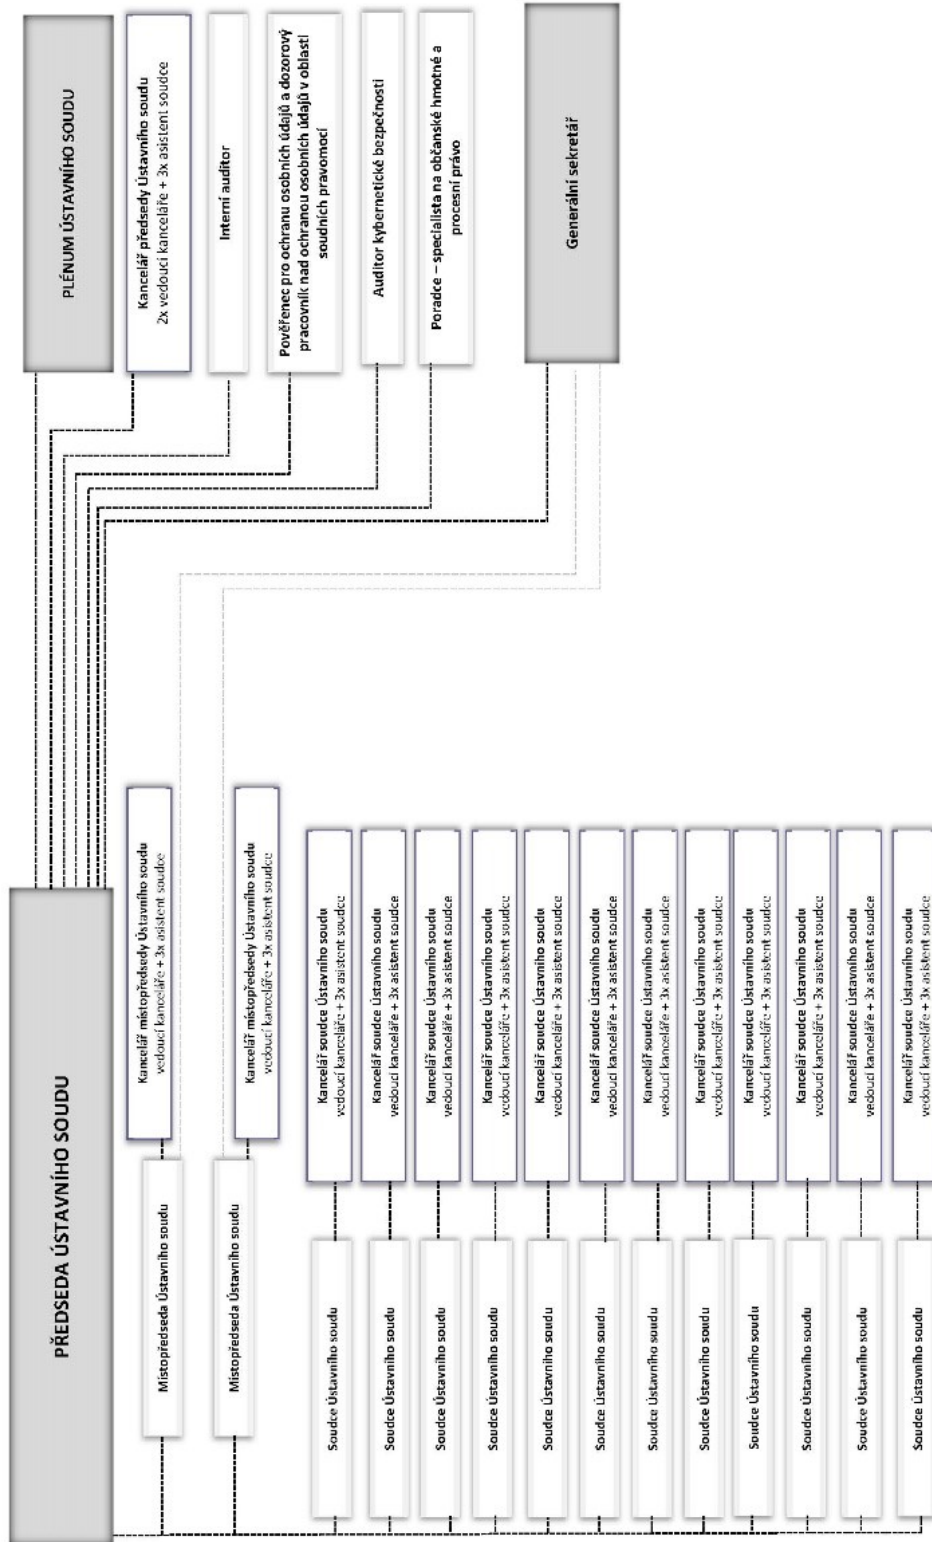 PŘEDSEDA ÚSTAVNÍHO SOUDU
PLÉNUM ÚSTAVNÍHO SOUDU
Kancelář předsedy Ústavního soudu
2x vedoucí kanceláře + 3x asistent soudce
Interní auditor
Pověřenec pro ochranu osobních údajů a dozorový
pracovník nad ochranou osobních údajů v oblasti
soudních pravomocí
Auditor kybernetické bezpečnosti
Poradce – specialista na občanské hmotné a
procesní právo
Generální sekretář
Místopředseda Ústavního soudu
Kancelář místopředsedy Ústavního soudu
vedoucí kanceláře + 3x asistent soudce
Místopředseda Ústavního soudu
Kancelář místopředsedy Ústavního soudu
vedoucí kanceláře + 3x asistent soudce
Soudce Ústavního soudu
Kancelář soudce Ústavního soudu
vedoucí kanceláře + 3x asistent soudce
Soudce Ústavního soudu
Kancelář soudce Ústavního soudu
vedoucí kanceláře + 3x asistent soudce
Soudce Ústavního soudu
Kancelář soudce Ústavního soudu
vedoucí kanceláře + 3x asistent soudce
Soudce Ústavního soudu
Kancelář soudce Ústavního soudu
vedoucí kanceláře + 3x asistent soudce
Soudce Ústavního soudu
Kancelář soudce Ústavního soudu
vedoucí kanceláře + 3x asistent soudce
Soudce Ústavního soudu
Kancelář soudce Ústavního soudu
vedoucí kanceláře + 3x asistent soudce
Soudce Ústavního soudu
Kancelář soudce Ústavního soudu
vedoucí kanceláře + 3x asistent soudce
Soudce Ústavního soudu
Kancelář soudce Ústavního soudu
vedoucí kanceláře + 3x asistent soudce
Soudce Ústavního soudu
Kancelář soudce Ústavního soudu
vedoucí kanceláře + 3x asistent soudce
Soudce Ústavního soudu
Kancelář soudce Ústavního soudu
vedoucí kanceláře + 3x asistent soudce
Soudce Ústavního soudu
Kancelář soudce Ústavního soudu
vedoucí kanceláře + 3x asistent soudce
Soudce Ústavního soudu
Kancelář soudce Ústavního soudu
vedoucí kanceláře + 3x asistent soudce